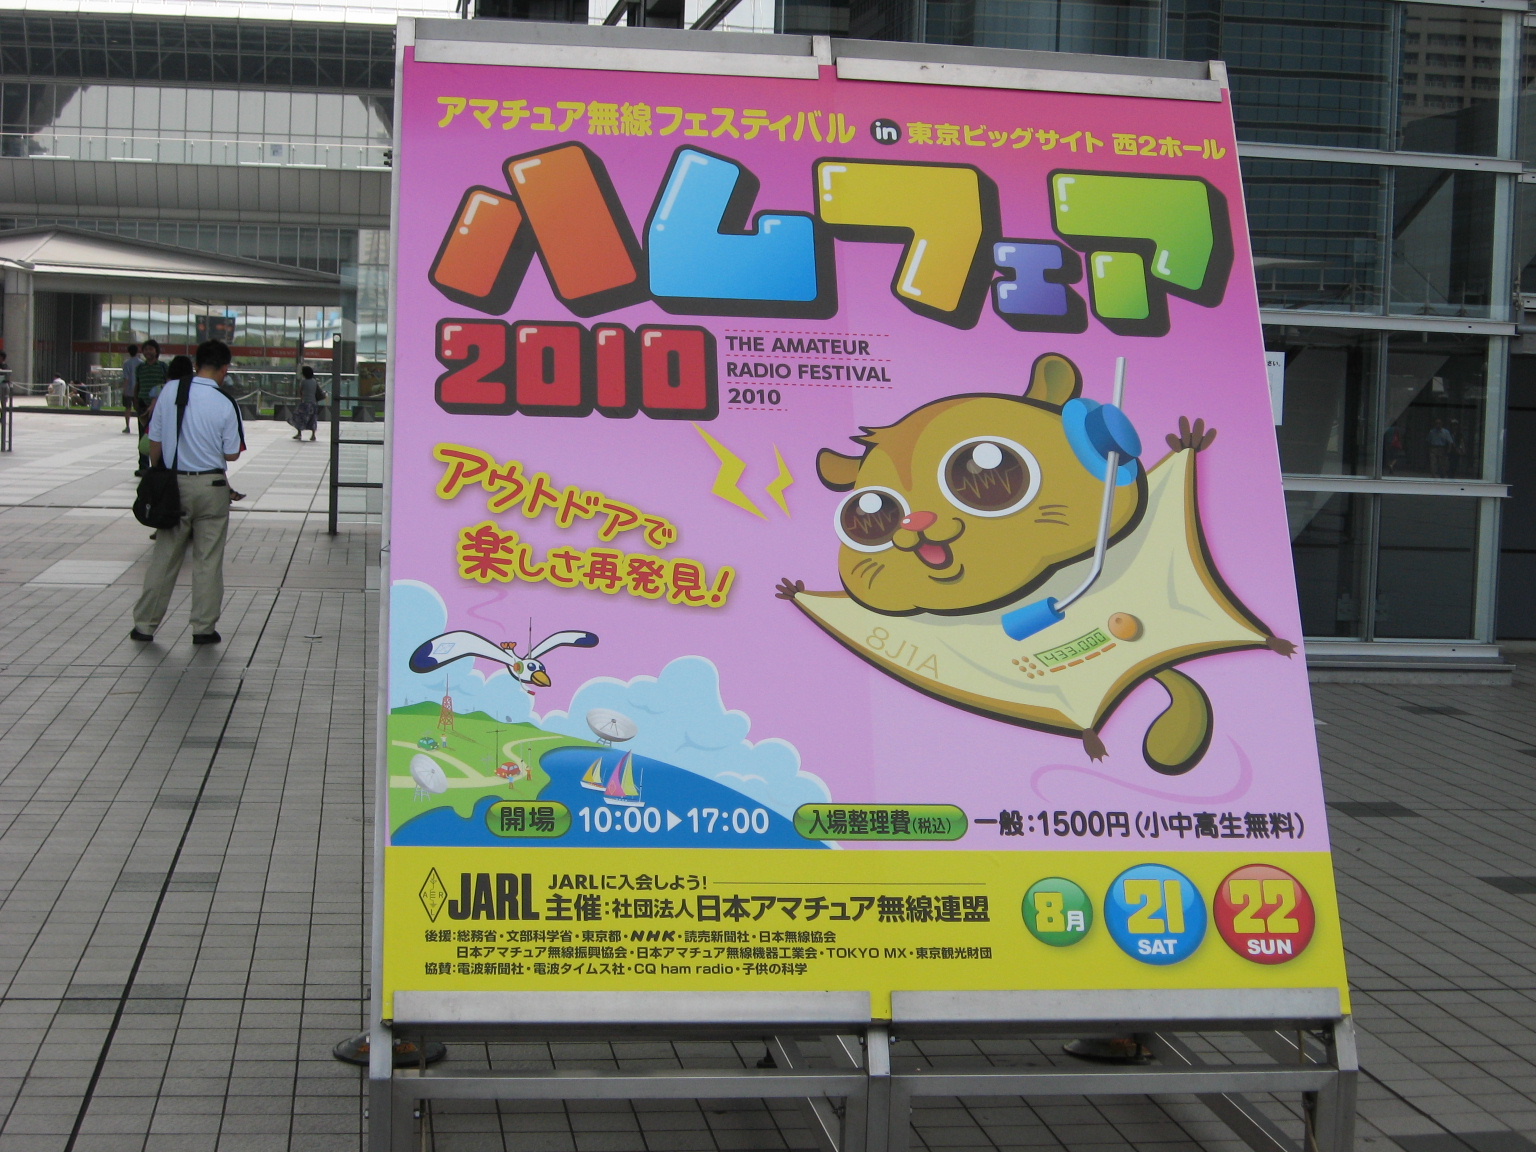 アマチュア無線フェスティバル in 東京ビッグサイト 西2ホール
ハムフェア
2010
THE AMATEUR
RADIO FESTIVAL
2010
アウトドアで
楽しさ再発見!
8J1A
433.000
開場 10:00▶17:00 入場整理費(税込) 一般:1500円(小中高生無料)
JARL JARLに入会しよう!
主催:社団法人日本アマチュア無線連盟
8月 21 SAT 22 SUN
後援:総務省・文部科学省・東京都・NHK・読売新聞社・日本無線協会
日本アマチュア無線振興協会・日本アマチュア無線機器工業会・TOKYO MX・東京観光財団
協賛:電波新聞社・電波タイムス社・CQ ham radio・子供の科学